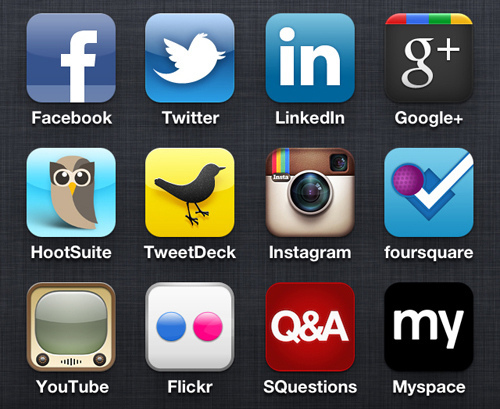 f
in
g+
Facebook
Twitter
LinkedIn
Google+
Insta
HootSuite
TweetDeck
Instagram
foursquare
Q&A
my
YouTube
Flickr
SQuestions
Myspace